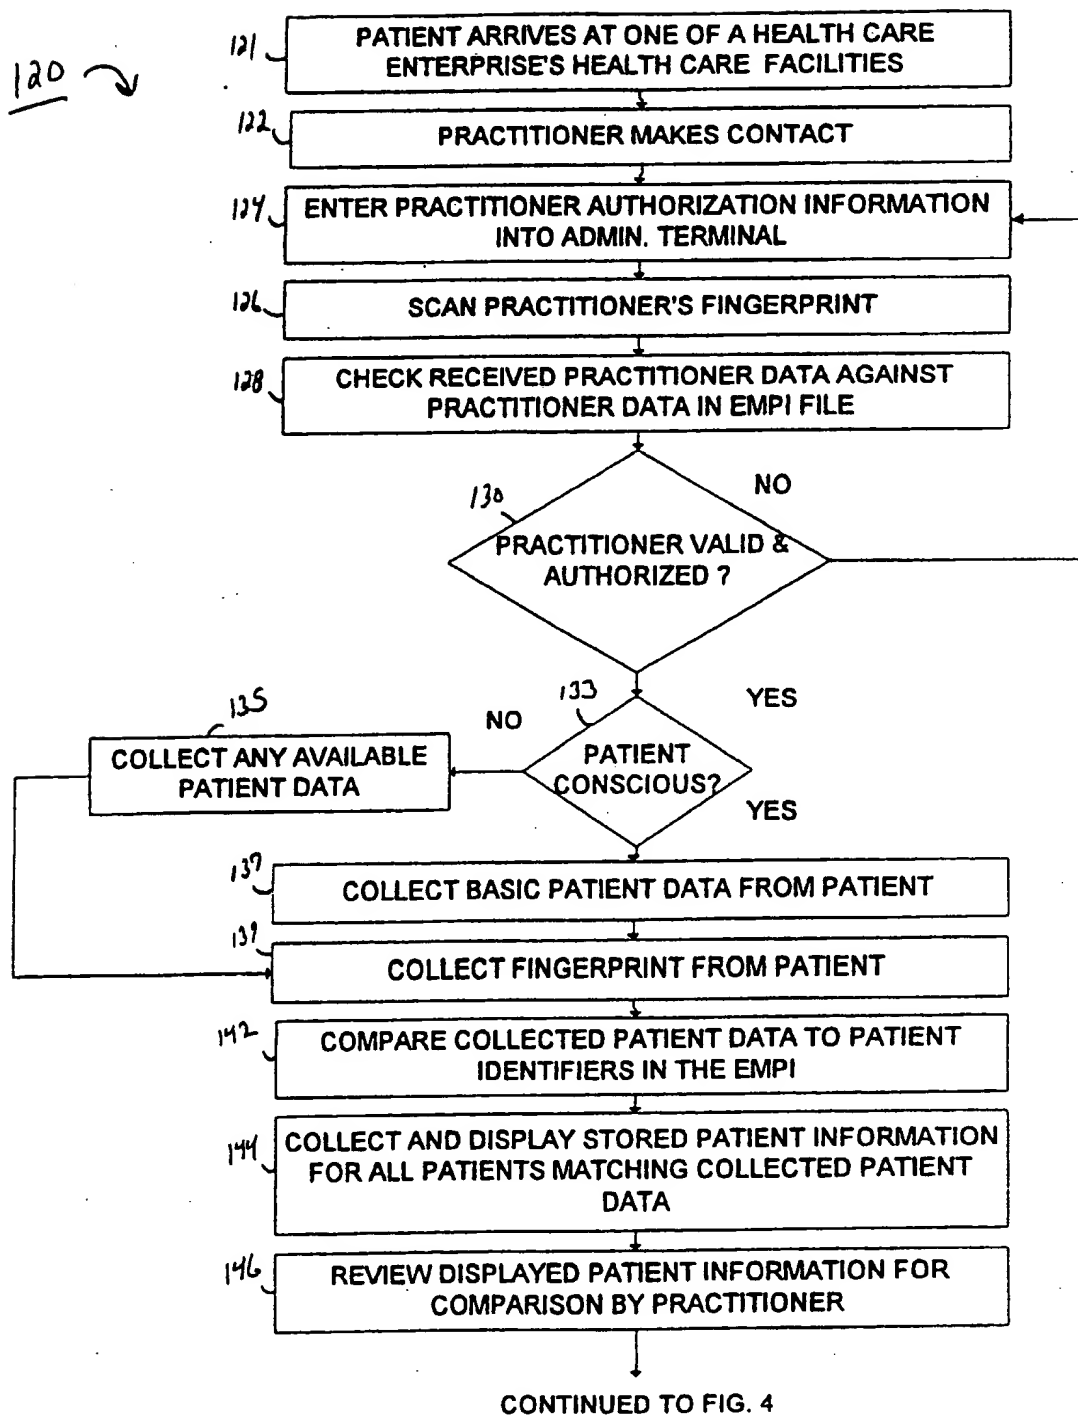 120
121
PATIENT ARRIVES AT ONE OF A HEALTH CARE
ENTERPRISE'S HEALTH CARE FACILITIES
122
PRACTITIONER MAKES CONTACT
124
ENTER PRACTITIONER AUTHORIZATION INFORMATION
INTO ADMIN. TERMINAL
126
SCAN PRACTITIONER'S FINGERPRINT
128
CHECK RECEIVED PRACTITIONER DATA AGAINST
PRACTITIONER DATA IN EMPI FILE
130
NO
PRACTITIONER VALID &
AUTHORIZED ?
YES
133
NO
135
COLLECT ANY AVAILABLE
PATIENT DATA
PATIENT
CONSCIOUS?
YES
137
COLLECT BASIC PATIENT DATA FROM PATIENT
139
COLLECT FINGERPRINT FROM PATIENT
142
COMPARE COLLECTED PATIENT DATA TO PATIENT
IDENTIFIERS IN THE EMPI
144
COLLECT AND DISPLAY STORED PATIENT INFORMATION
FOR ALL PATIENTS MATCHING COLLECTED PATIENT
DATA
146
REVIEW DISPLAYED PATIENT INFORMATION FOR
COMPARISON BY PRACTITIONER
CONTINUED TO FIG. 4